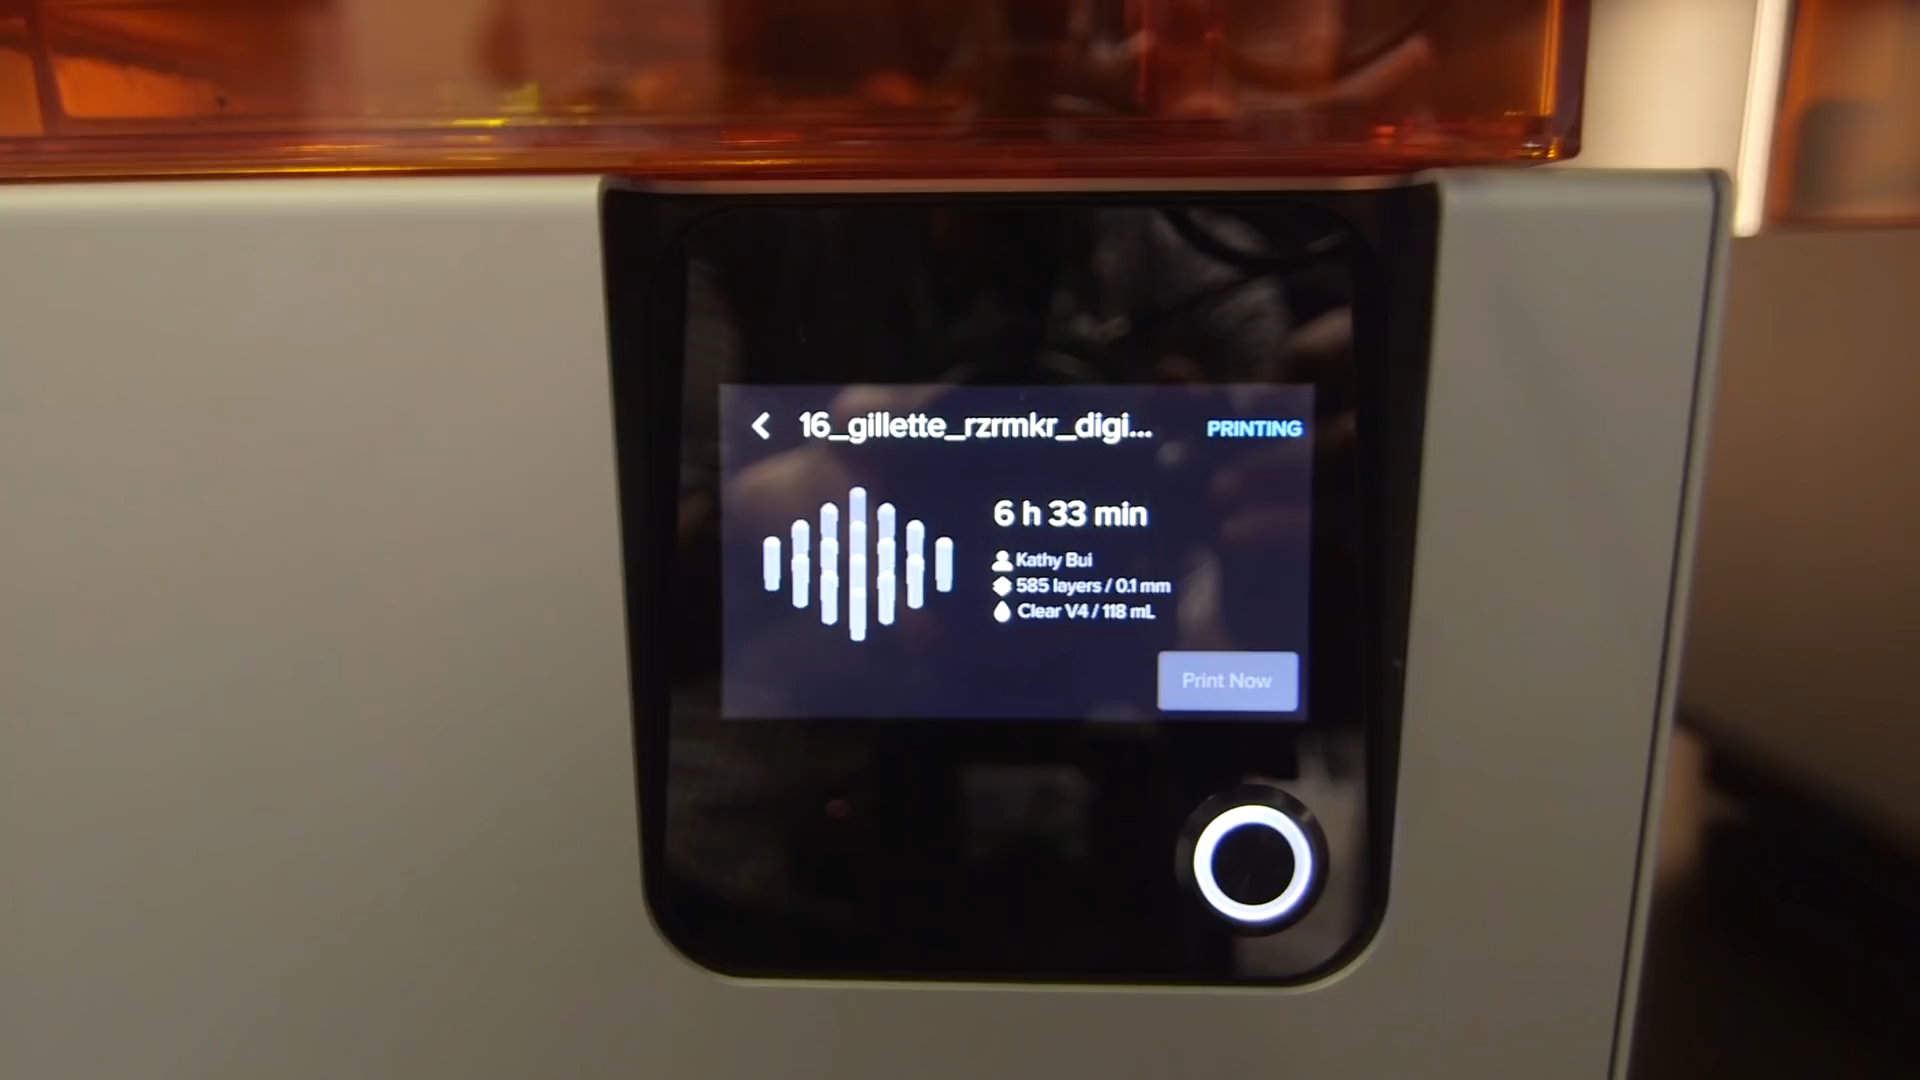 16_gillette_rzrmkr_digi...
PRINTING
6 h 33 min
Kathy Bui
585 layers / 0.1 mm
Clear V4 / 118 mL
Print Now